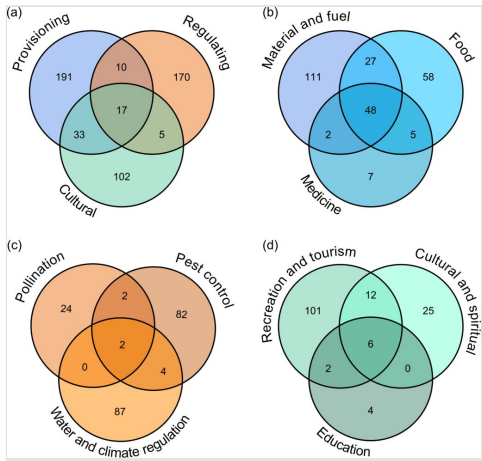 (a)
Provisioning
Regulating
191
10
170
17
33
5
102
Cultural
(b)
Material and fuel
Food
111
27
58
48
2
5
7
Medicine
(c)
Pollination
Pest control
24
2
82
2
0
4
87
Water and climate regulation
(d)
Recreation and tourism
Cultural and spiritual
101
12
25
6
2
0
4
Education